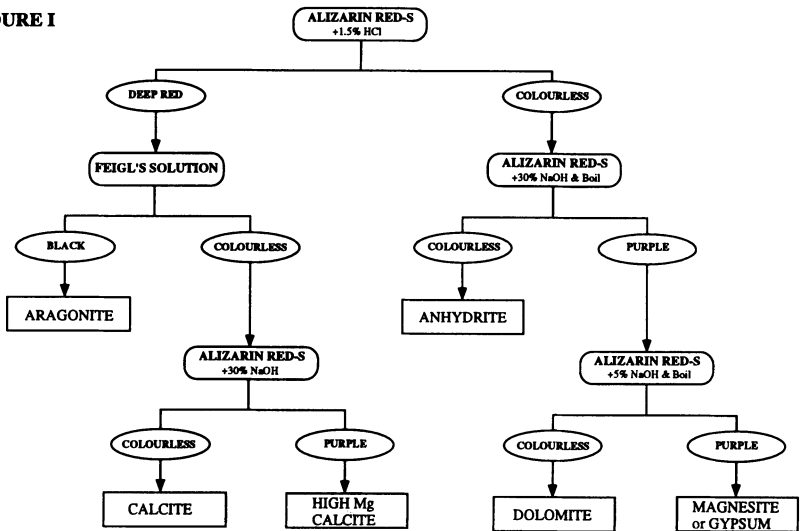 URE I
ALIZARIN RED-S
+1.5% HCl
DEEP RED
COLOURLESS
FEIGL'S SOLUTION
ALIZARIN RED-S
+30% NaOH & Boil
BLACK
COLOURLESS
COLOURLESS
PURPLE
ARAGONITE
ANHYDRITE
ALIZARIN RED-S
+30% NaOH
ALIZARIN RED-S
+5% NaOH & Boil
COLOURLESS
PURPLE
COLOURLESS
PURPLE
CALCITE
HIGH Mg
CALCITE
DOLOMITE
MAGNESITE
or GYPSUM